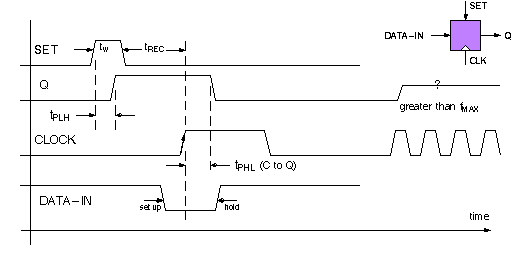 SET
DATA-IN
Q
CLK
SET
tW
tREC
Q
?
greater than fMAX
tPLH
CLOCK
tPHL (C to Q)
DATA-IN
set up
hold
time